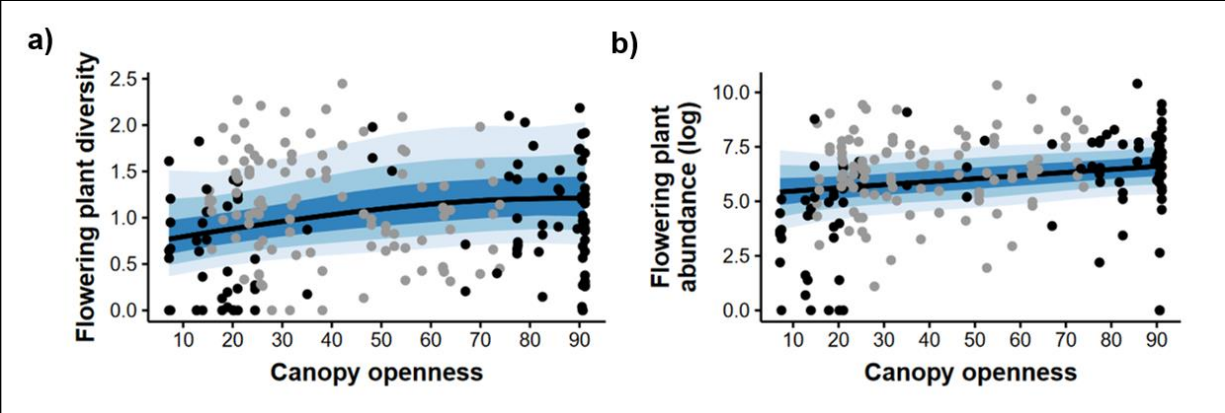 a)
Flowering plant diversity
2.5
2.0
1.5
1.0
0.5
0.0
10 20 30 40 50 60 70 80 90
Canopy openness
b)
Flowering plant
abundance (log)
10.0
7.5
5.0
2.5
0.0
10 20 30 40 50 60 70 80 90
Canopy openness